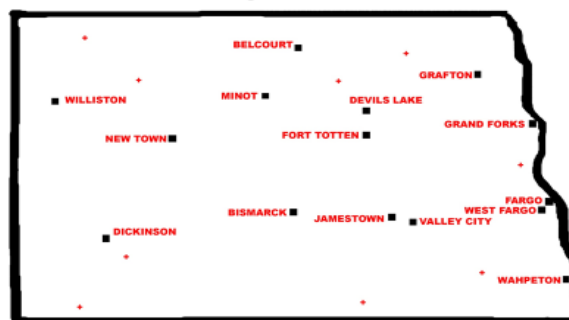 BELCOURT
GRAFTON
WILLISTON
MINOT
DEVILS LAKE
GRAND FORKS
NEW TOWN
FORT TOTTEN
FARGO
WEST FARGO
BISMARCK
JAMESTOWN
VALLEY CITY
DICKINSON
WAHPETON